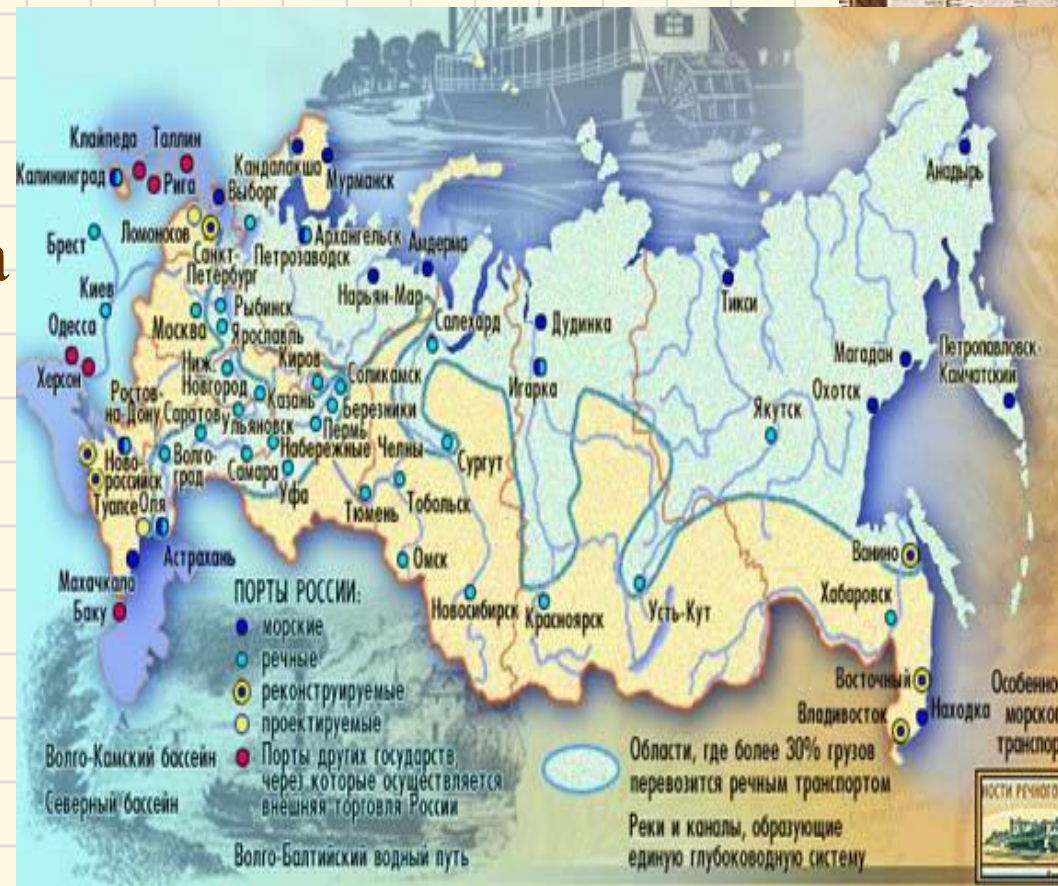 Клайпеда Таллин
Калининград
Рига
Кандалакша
Мурманск
Выборг
Анадырь
Брест
Ломоносов
Санкт-
Петербург
Петрозаводск
Архангельск
Амдерма
Киев
Нарьян-Мар
Рыбинск
Москва
Ярославль
Салехард
Дудинка
Тикси
Одесса
Херсон
Ниж.
Новгород
Киров
Соликамск
Игарка
Магадан
Петропавловск-
Камчатский
Охотск
Ростов-
на-Дону
Казань
Березники
Якутск
Саратов
Ульяновск
Пермь
Набережные Челны
Сургут
Ново-
российск
Волго-
град
Самара
Уфа
Туапсе
Оля
Тюмень
Тобольск
Астрахань
Омск
Ванино
Махачкала
Баку
Новосибирск
Красноярск
Усть-Кут
Хабаровск
Восточный
Владивосток
Находка
ПОРТЫ РОССИИ:
морские
речные
реконструируемые
проектируемые
Порты других государств,
через которые осуществляется
внешняя торговля России
Волго-Камский бассейн
Северный бассейн
Волго-Балтийский водный путь
Области, где более 30% грузов
перевозится речным транспортом
Реки и каналы, образующие
единую глубоководную систему